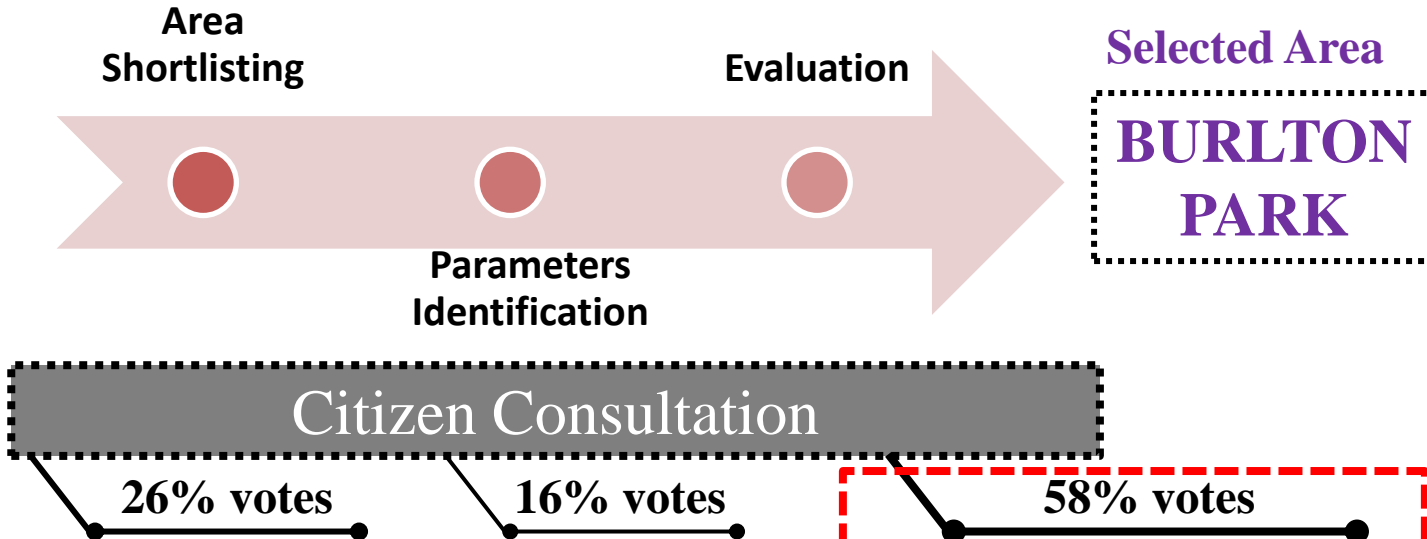 Area
Shortlisting
Evaluation
Selected Area
BURLTON
PARK
Parameters
Identification
Citizen Consultation
26% votes
16% votes
58% votes